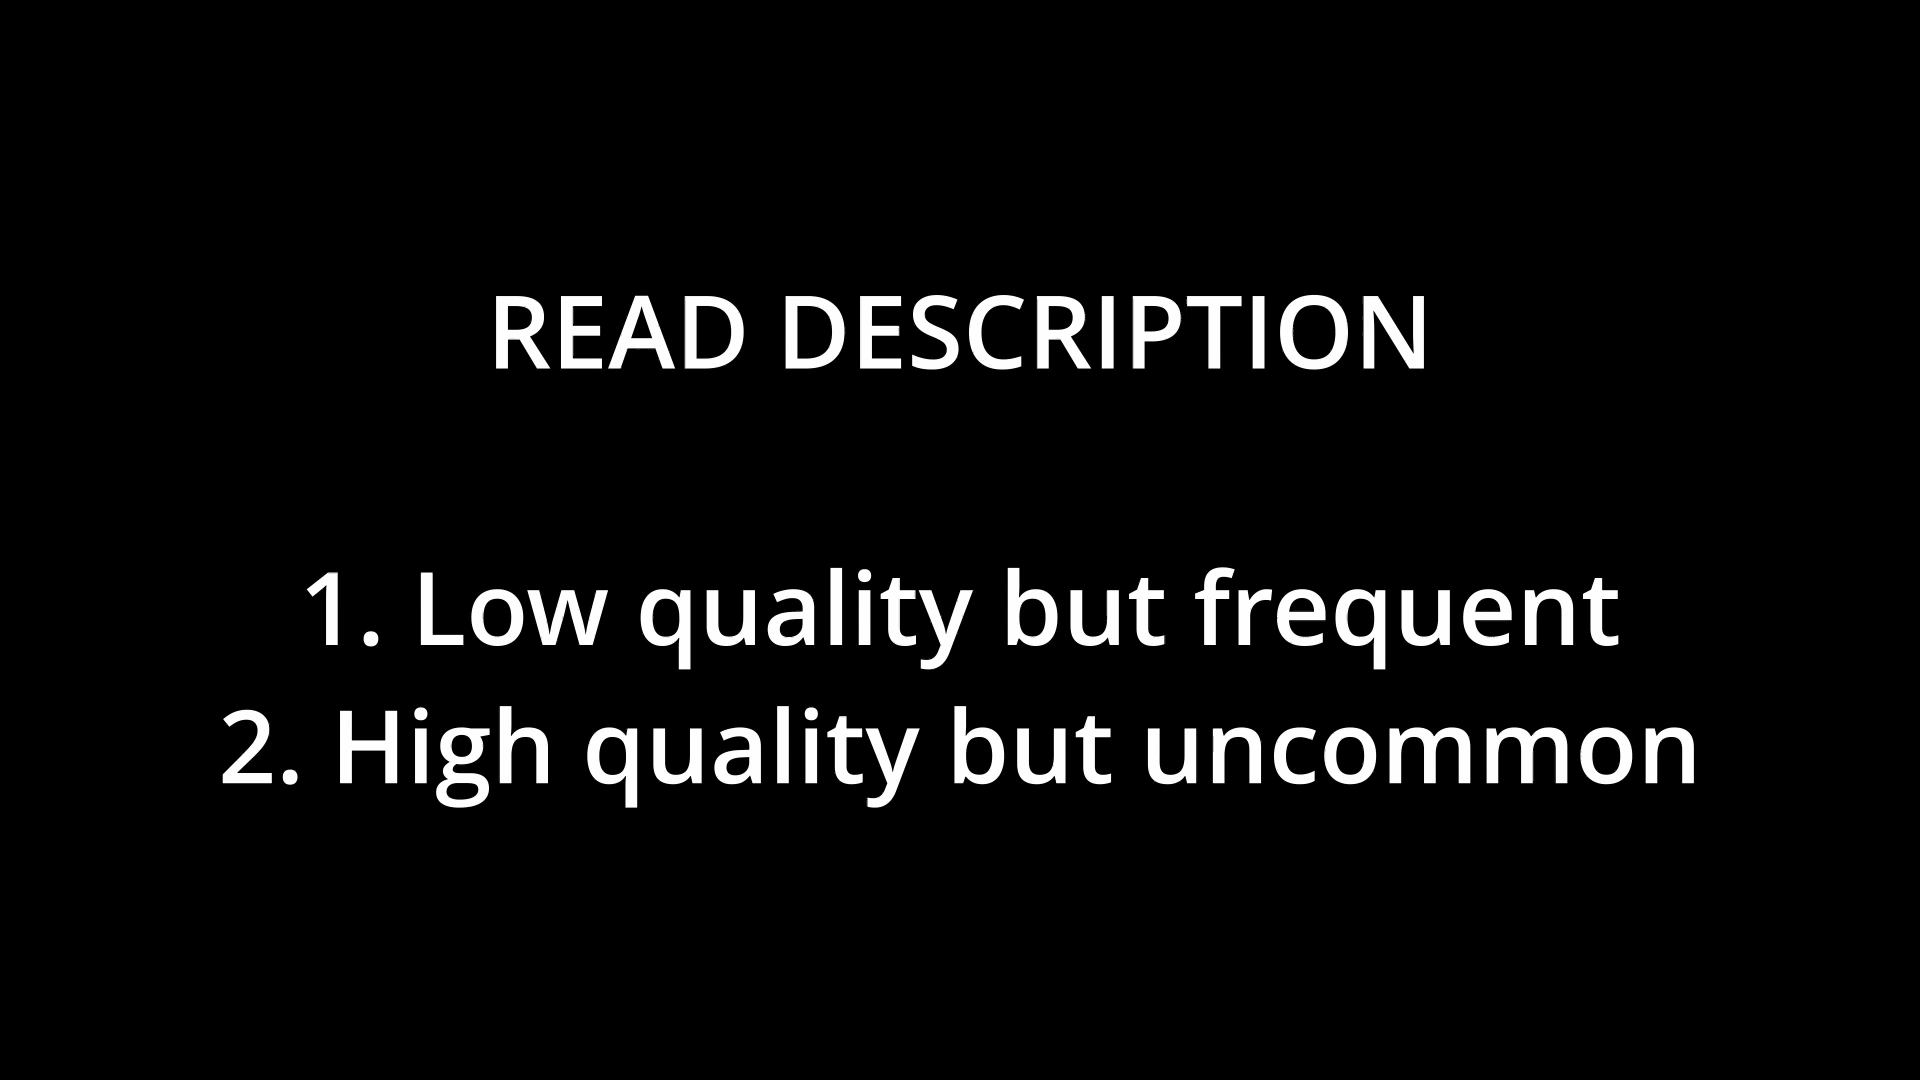 READ DESCRIPTION
1. Low quality but frequent
2. High quality but uncommon